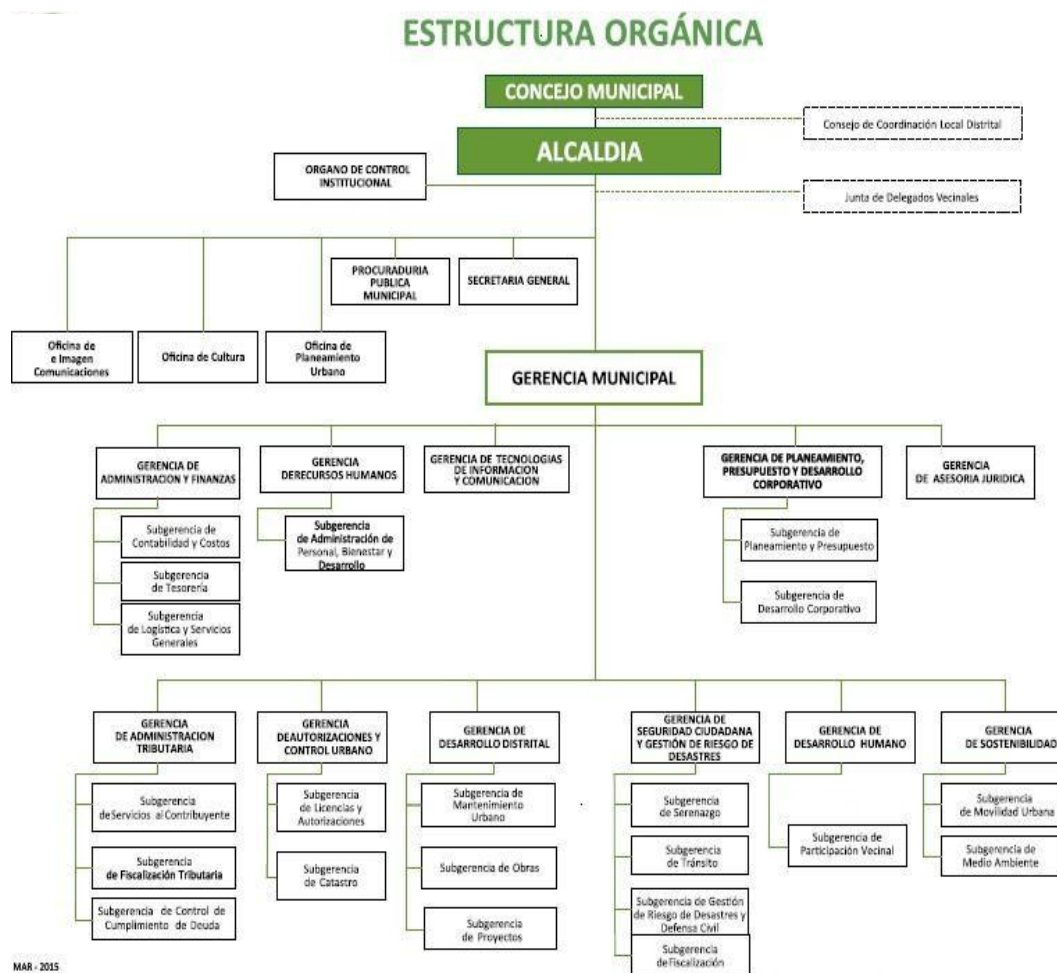 ESTRUCTURA ORGÁNICA
CONCEJO MUNICIPAL
Consejo de Coordinación Local Distrital
ALCALDIA
ORGANO DE CONTROL
INSTITUCIONAL
Junta de Delegados Vecinales
PROCURADURIA
PUBLICA
MUNICIPAL
SECRETARIA GENERAL
Oficina de
e Imagen
Comunicaciones
Oficina de Cultura
Oficina de
Planeamiento
Urbano
GERENCIA MUNICIPAL
GERENCIA DE
ADMINISTRACION Y FINANZAS
GERENCIA
DERECURSOS HUMANOS
GERENCIA DE TECNOLOGIAS
DE INFORMACION
Y COMUNICACION
GERENCIA DE PLANEAMIENTO,
PRESUPUESTO Y DESARROLLO
CORPORATIVO
GERENCIA
DE ASESORIA JURIDICA
Subgerencia de
Contabilidad y Costos
Subgerencia
de Tesorería
Subgerencia
de Logística y Servicios
Generales
Subgerencia
de Administración de
Personal, Bienestar y
Desarrollo
Subgerencia de
Planeamiento y Presupuesto
Subgerencia de
Desarrollo Corporativo
GERENCIA
DE ADMINISTRACION
TRIBUTARIA
GERENCIA
DEAUTORIZACIONES Y
CONTROL URBANO
GERENCIA DE
DESARROLLO DISTRITAL
GERENCIA DE
SEGURIDAD CIUDADANA
Y GESTIÓN DE RIESGO DE
DESASTRES
GERENCIA DE
DESARROLLO HUMANO
GERENCIA
DE SOSTENIBILIDAD
Subgerencia
deServicios al Contribuyente
Subgerencia
de Fiscalización Tributaria
Subgerencia de Control de
Cumplimiento de Deuda
Subgerencia
de Licencias y
Autorizaciones
Subgerencia
de Catastro
Subgerencia de
Mantenimiento
Urbano
Subgerencia de Obras
Subgerencia
de Proyectos
Subgerencia
de Serenazgo
Subgerencia
de Tránsito
Subgerencia de Gestión
de Riesgo de Desastres y
Defensa Civil
Subgerencia
deFiscalización
Subgerencia de
Participación Vecinal
Subgerencia
de Movilidad Urbana
Subgerencia de
Medio Ambiente
MAR - 2015